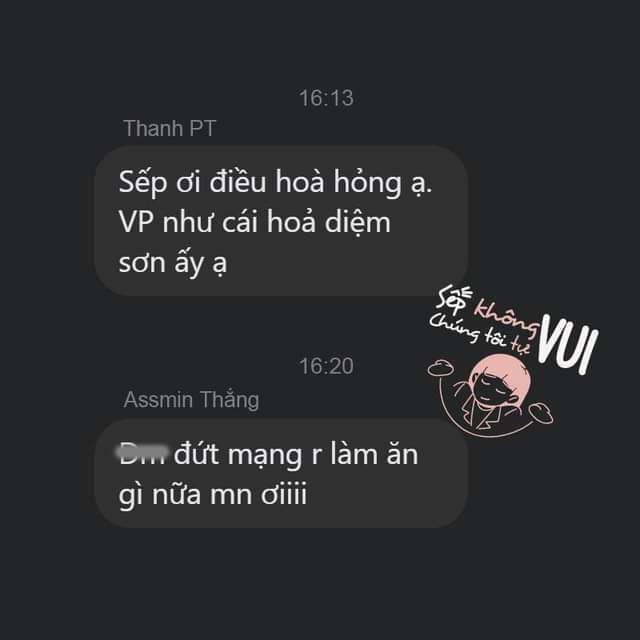 16:13
Thanh PT
Sếp ơi điều hoà hỏng ạ.
VP như cái hoả diệm
sơn ấy ạ
Sếp không VUI
Chúng tôi tự
16:20
Assmin Thắng
đứt mạng r làm ăn
gì nữa mn ơiiii